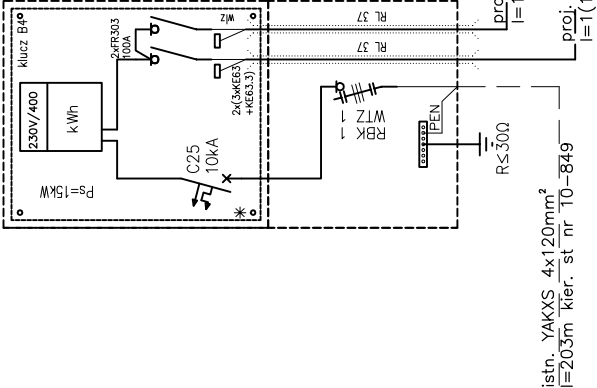 klucz B4
230V/400
kWh
Ps=15kW
2xFR303
100A
wlz
2x(3xKE63
+KE63.3)
C25
10kA
RL 37
RL 37
RBK 1
WTZ 1
PEN
R≤30Ω
proj.
l=1(1
istn. YAKXS 4x120mm²
l=203m kier. st nr 10-849